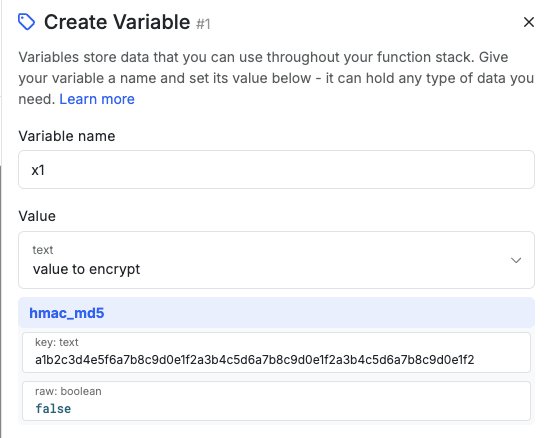 Create Variable #1
Variables store data that you can use throughout your function stack. Give
your variable a name and set its value below - it can hold any type of data you
need. Learn more
Variable name
x1
Value
text
value to encrypt
hmac_md5
key: text
a1b2c3d4e5f6a7b8c9d0e1f2a3b4c5d6a7b8c9d0e1f2a3b4c5d6a7b8c9d0e1f2
raw: boolean
false